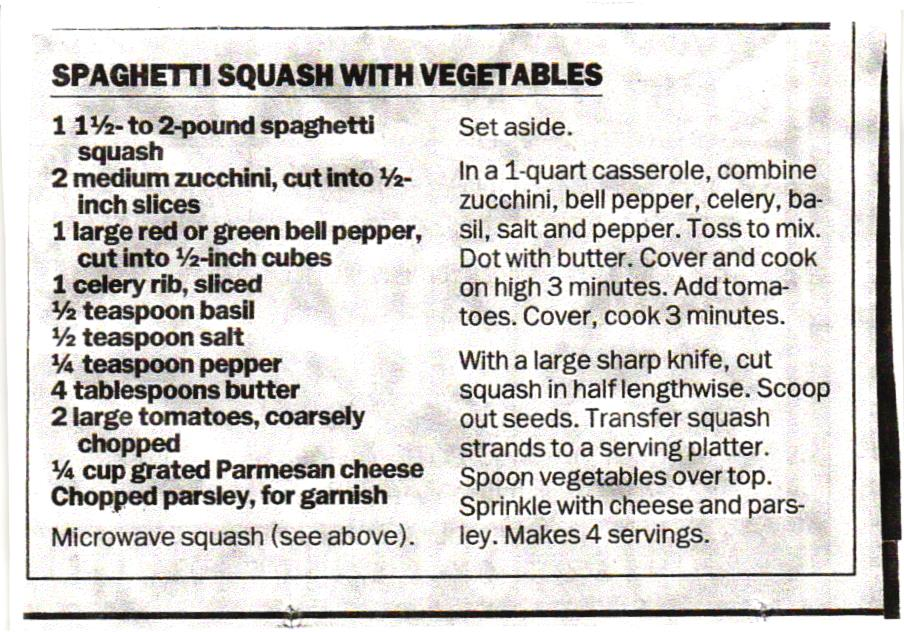 SPAGHETTI SQUASH WITH VEGETABLES
1 1½- to 2-pound spaghetti
squash
2 medium zucchini, cut into ½-
inch slices
1 large red or green bell pepper,
cut into ½-inch cubes
1 celery rib, sliced
½ teaspoon basil
½ teaspoon salt
¼ teaspoon pepper
4 tablespoons butter
2 large tomatoes, coarsely
chopped
¼ cup grated Parmesan cheese
Chopped parsley, for garnish
Microwave squash (see above).
Set aside.
In a 1-quart casserole, combine
zucchini, bell pepper, celery, ba-
sil, salt and pepper. Toss to mix.
Dot with butter. Cover and cook
on high 3 minutes. Add toma-
toes. Cover, cook 3 minutes.
With a large sharp knife, cut
squash in half lengthwise. Scoop
out seeds. Transfer squash
strands to a serving platter.
Spoon vegetables over top.
Sprinkle with cheese and pars-
ley. Makes 4 servings.